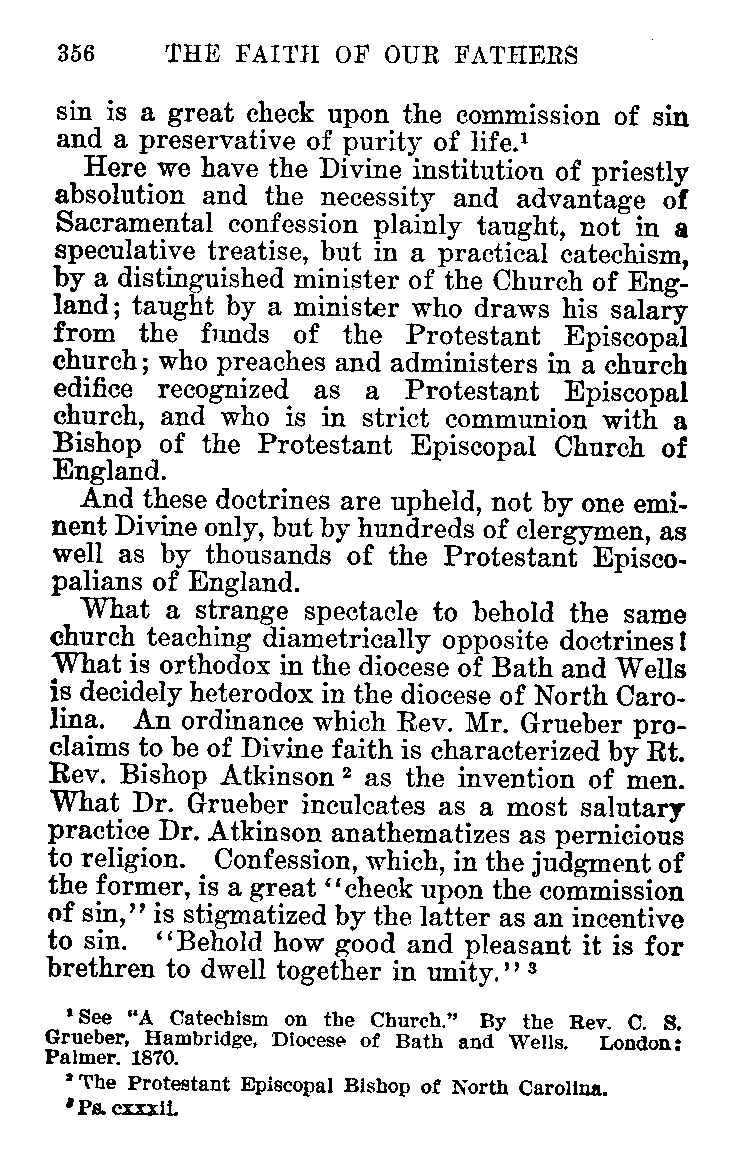 356 THE FAITH OF OUR FATHERS
sin is a great check upon the commission of sin
and a preservative of purity of life.¹
Here we have the Divine institution of priestly
absolution and the necessity and advantage of
Sacramental confession plainly taught, not in a
speculative treatise, but in a practical catechism,
by a distinguished minister of the Church of Eng-
land; taught by a minister who draws his salary
from the funds of the Protestant Episcopal
church; who preaches and administers in a church
edifice recognized as a Protestant Episcopal
church, and who is in strict communion with a
Bishop of the Protestant Episcopal Church of
England.
And these doctrines are upheld, not by one emi-
nent Divine only, but by hundreds of clergymen, as
well as by thousands of the Protestant Episco-
palians of England.
What a strange spectacle to behold the same
church teaching diametrically opposite doctrines!
What is orthodox in the diocese of Bath and Wells
is decidely heterodox in the diocese of North Caro-
lina. An ordinance which Rev. Mr. Grueber pro-
claims to be of Divine faith is characterized by Rt.
Rev. Bishop Atkinson ² as the invention of men.
What Dr. Grueber inculcates as a most salutary
practice Dr. Atkinson anathematizes as pernicious
to religion. Confession, which, in the judgment of
the former, is a great "check upon the commission
of sin," is stigmatized by the latter as an incentive
to sin. "Behold how good and pleasant it is for
brethren to dwell together in unity." ³
¹ See "A Catechism on the Church." By the Rev. C. S.
Grueber, Hambridge, Diocese of Bath and Wells. London:
Palmer. 1870.
² The Protestant Episcopal Bishop of North Carolina.
³ Ps. cxxxii.